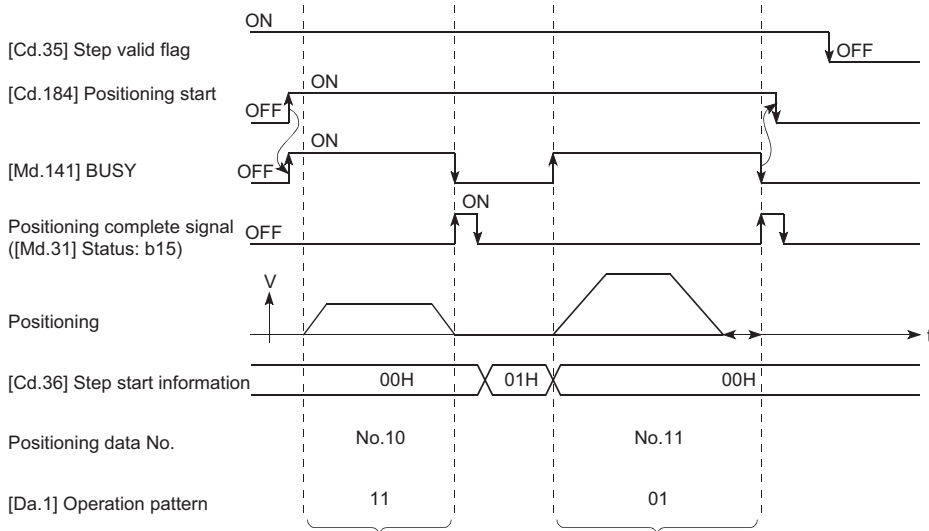 ON
[Cd.35] Step valid flag
OFF
ON
[Cd.184] Positioning start
OFF
ON
[Md.141] BUSY
OFF
ON
Positioning complete signal
([Md.31] Status: b15)
OFF
V
Positioning
t
[Cd.36] Step start information
00H
01H
00H
Positioning data No.
No.10
No.11
[Da.1] Operation pattern
11
01